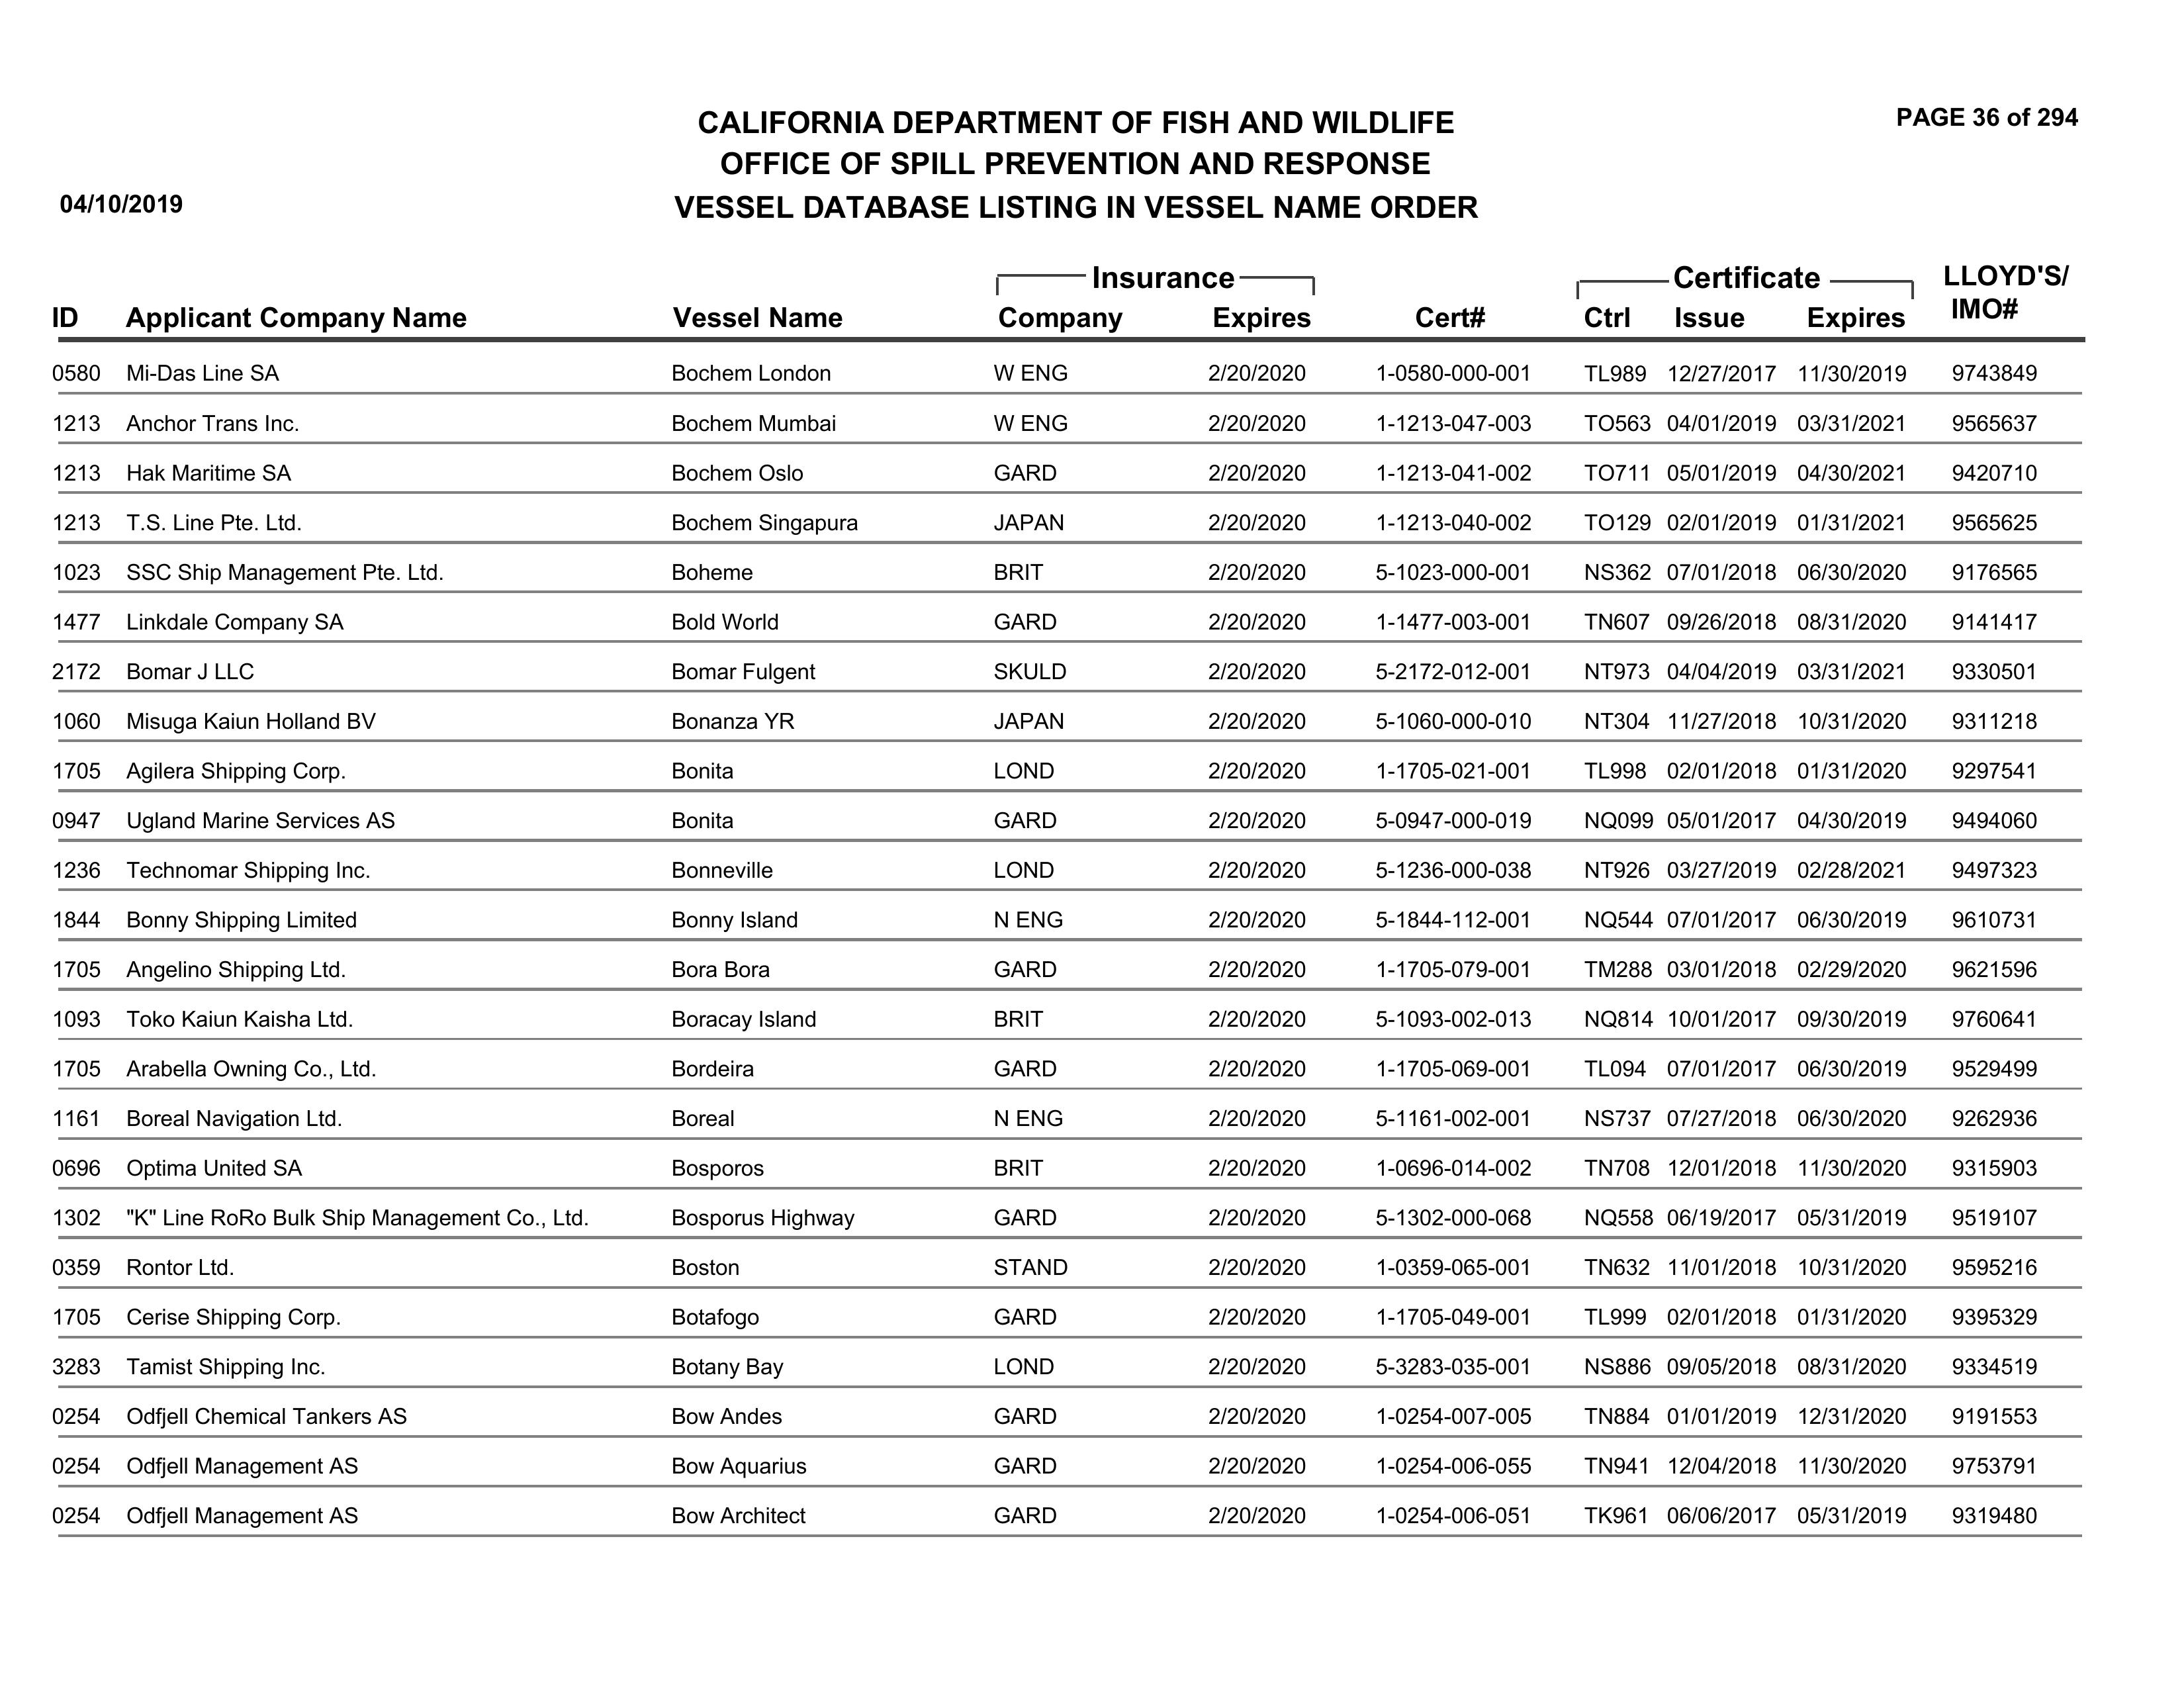 PAGE 36 of 294
CALIFORNIA DEPARTMENT OF FISH AND WILDLIFE
OFFICE OF SPILL PREVENTION AND RESPONSE
04/10/2019 VESSEL DATABASE LISTING IN VESSEL NAME ORDER
Insurance Certificate LLOYD'S/
ID Applicant Company Name Vessel Name Company Expires Cert# Ctrl Issue Expires IMO#
0580 Mi-Das Line SA Bochem London W ENG 2/20/2020 1-0580-000-001 TL989 12/27/2017 11/30/2019 9743849
1213 Anchor Trans Inc. Bochem Mumbai W ENG 2/20/2020 1-1213-047-003 TO563 04/01/2019 03/31/2021 9565637
1213 Hak Maritime SA Bochem Oslo GARD 2/20/2020 1-1213-041-002 TO711 05/01/2019 04/30/2021 9420710
1213 T.S. Line Pte. Ltd. Bochem Singapura JAPAN 2/20/2020 1-1213-040-002 TO129 02/01/2019 01/31/2021 9565625
1023 SSC Ship Management Pte. Ltd. Boheme BRIT 2/20/2020 5-1023-000-001 NS362 07/01/2018 06/30/2020 9176565
1477 Linkdale Company SA Bold World GARD 2/20/2020 1-1477-003-001 TN607 09/26/2018 08/31/2020 9141417
2172 Bomar J LLC Bomar Fulgent SKULD 2/20/2020 5-2172-012-001 NT973 04/04/2019 03/31/2021 9330501
1060 Misuga Kaiun Holland BV Bonanza YR JAPAN 2/20/2020 5-1060-000-010 NT304 11/27/2018 10/31/2020 9311218
1705 Agilera Shipping Corp. Bonita LOND 2/20/2020 1-1705-021-001 TL998 02/01/2018 01/31/2020 9297541
0947 Ugland Marine Services AS Bonita GARD 2/20/2020 5-0947-000-019 NQ099 05/01/2017 04/30/2019 9494060
1236 Technomar Shipping Inc. Bonneville LOND 2/20/2020 5-1236-000-038 NT926 03/27/2019 02/28/2021 9497323
1844 Bonny Shipping Limited Bonny Island N ENG 2/20/2020 5-1844-112-001 NQ544 07/01/2017 06/30/2019 9610731
1705 Angelino Shipping Ltd. Bora Bora GARD 2/20/2020 1-1705-079-001 TM288 03/01/2018 02/29/2020 9621596
1093 Toko Kaiun Kaisha Ltd. Boracay Island BRIT 2/20/2020 5-1093-002-013 NQ814 10/01/2017 09/30/2019 9760641
1705 Arabella Owning Co., Ltd. Bordeira GARD 2/20/2020 1-1705-069-001 TL094 07/01/2017 06/30/2019 9529499
1161 Boreal Navigation Ltd. Boreal N ENG 2/20/2020 5-1161-002-001 NS737 07/27/2018 06/30/2020 9262936
0696 Optima United SA Bosporos BRIT 2/20/2020 1-0696-014-002 TN708 12/01/2018 11/30/2020 9315903
1302 "K" Line RoRo Bulk Ship Management Co., Ltd. Bosporus Highway GARD 2/20/2020 5-1302-000-068 NQ558 06/19/2017 05/31/2019 9519107
0359 Rontor Ltd. Boston STAND 2/20/2020 1-0359-065-001 TN632 11/01/2018 10/31/2020 9595216
1705 Cerise Shipping Corp. Botafogo GARD 2/20/2020 1-1705-049-001 TL999 02/01/2018 01/31/2020 9395329
3283 Tamist Shipping Inc. Botany Bay LOND 2/20/2020 5-3283-035-001 NS886 09/05/2018 08/31/2020 9334519
0254 Odfjell Chemical Tankers AS Bow Andes GARD 2/20/2020 1-0254-007-005 TN884 01/01/2019 12/31/2020 9191553
0254 Odfjell Management AS Bow Aquarius GARD 2/20/2020 1-0254-006-055 TN941 12/04/2018 11/30/2020 9753791
0254 Odfjell Management AS Bow Architect GARD 2/20/2020 1-0254-006-051 TK961 06/06/2017 05/31/2019 9319480